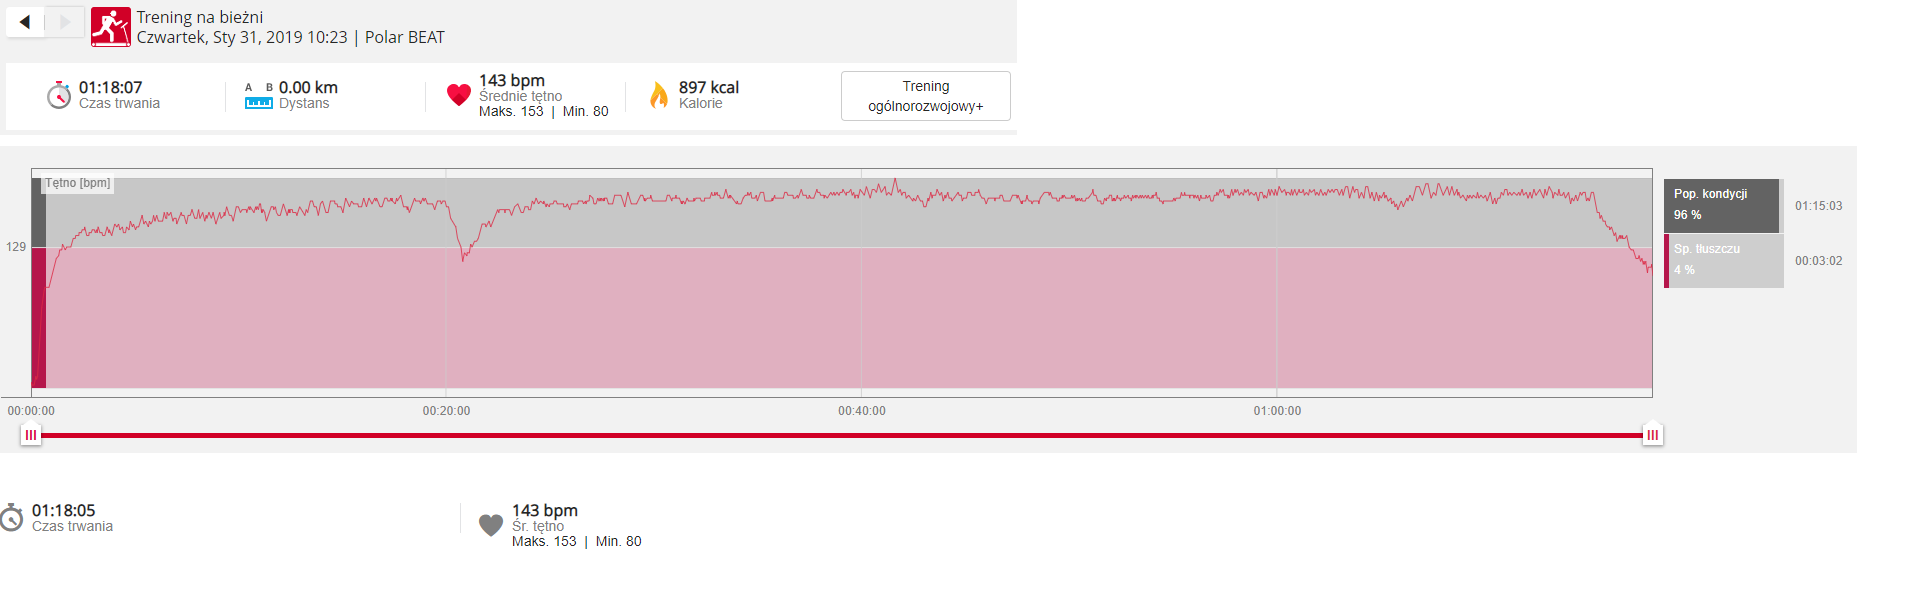 Trening na bieżni
Czwartek, Sty 31, 2019 10:23 | Polar BEAT
01:18:07
Czas trwania
A B 0.00 km
Dystans
143 bpm
Średnie tętno
Maks. 153 | Min. 80
897 kcal
Kalorie
Trening
ogólnorozwojowy+
Tętno [bpm]
129
Pop. kondycji
96 %
01:15:03
Sp. tłuszczu
4 %
00:03:02
00:00:00
00:20:00
00:40:00
01:00:00
01:18:05
Czas trwania
143 bpm
Śr. tętno
Maks. 153 | Min. 80